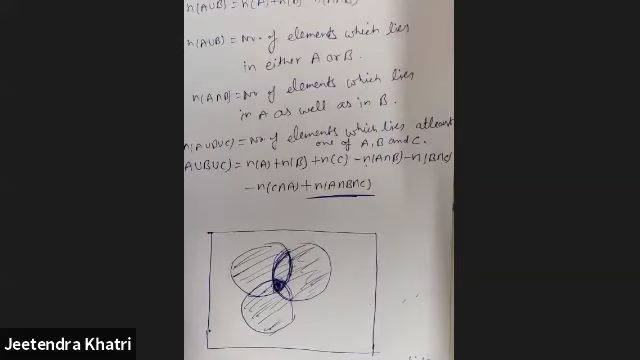 n(A∪B) = n(A) + n(B) - n(A∩B)
n(A∪B) = No. of elements which lies
in either A or B.
n(A∩B) = No of elements which lies
in A as well as in B.
n(A∪B∪C) = No of elements which lies atleast
one of A, B and C.
A∪B∪C) = n(A) + n(B) + n(C) - n(A∩B) - n(B∩C)
- n(C∩A) + n(A∩B∩C)
Jeetendra Khatri